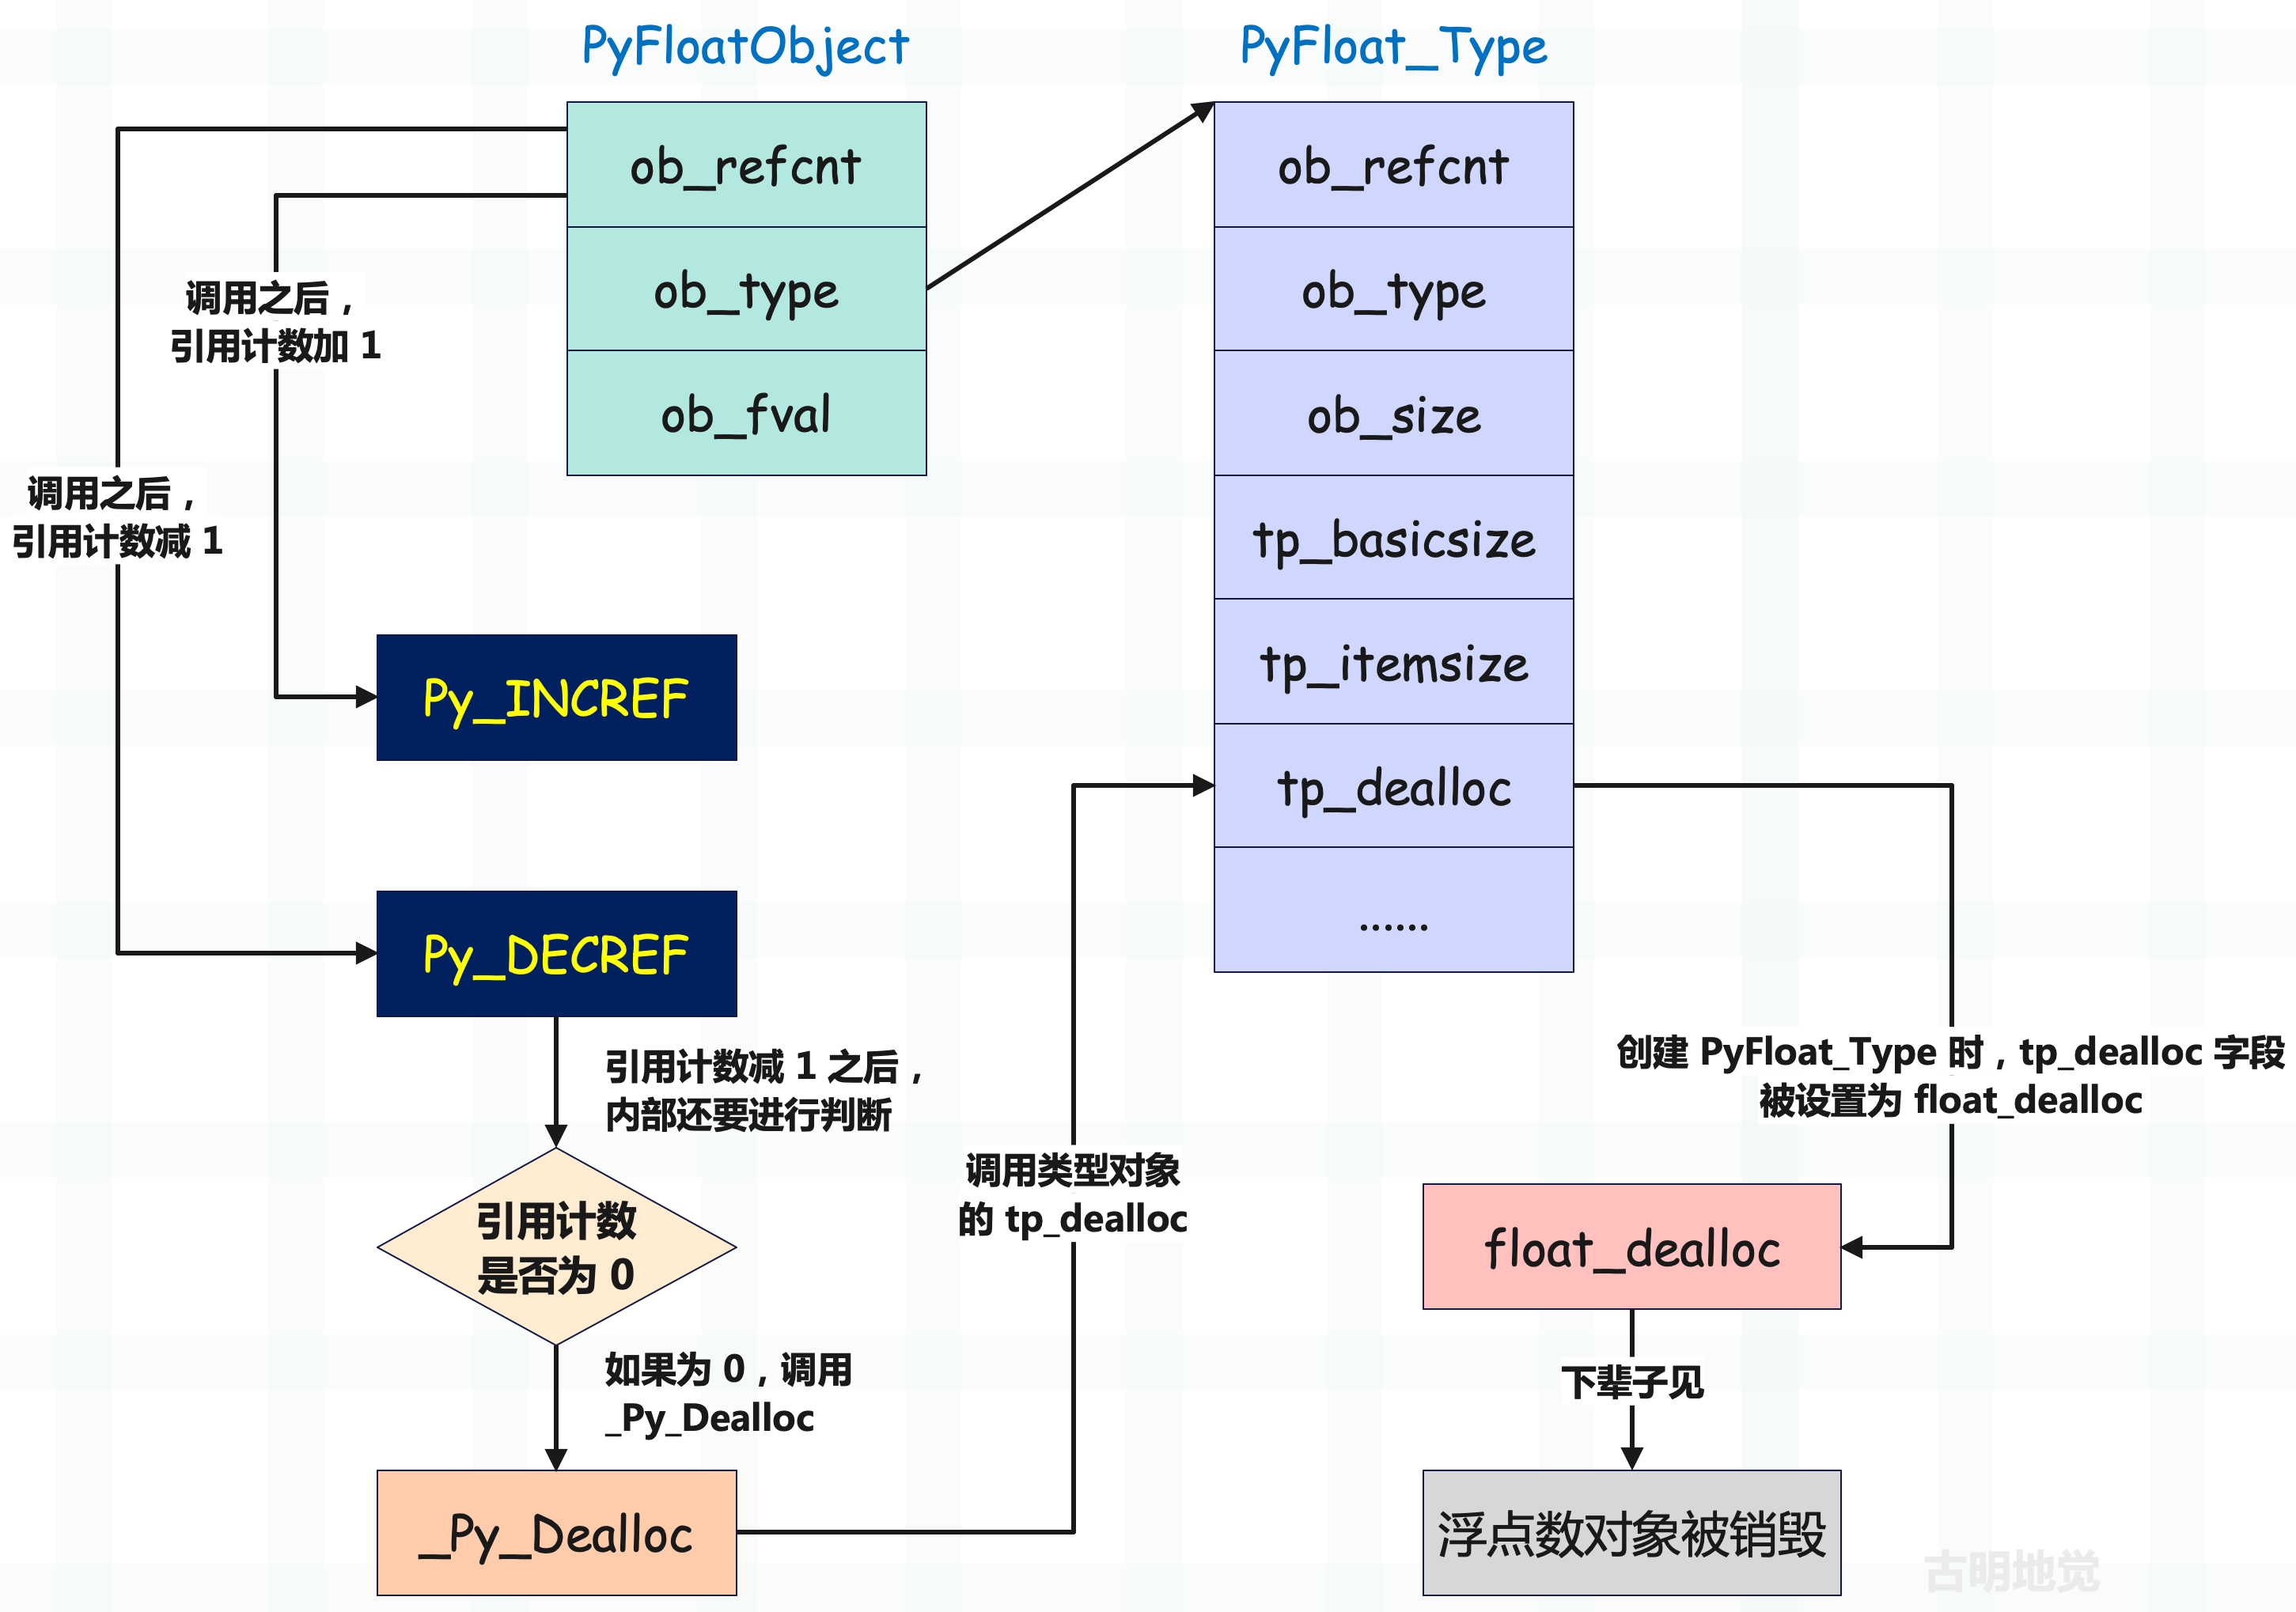 PyFloatObject
ob_refcnt
ob_type
ob_fval
PyFloat_Type
ob_refcnt
ob_type
ob_size
tp_basicsize
tp_itemsize
tp_dealloc
......
调用之后，
引用计数加 1
调用之后，
引用计数减 1
Py_INCREF
Py_DECREF
引用计数减 1 之后，
内部还要进行判断
引用计数
是否为 0
如果为 0，调用
_Py_Dealloc
_Py_Dealloc
调用类型对象
的 tp_dealloc
创建 PyFloat_Type 时，tp_dealloc 字段
被设置为 float_dealloc
float_dealloc
下辈子见
浮点数对象被销毁
古明地觉